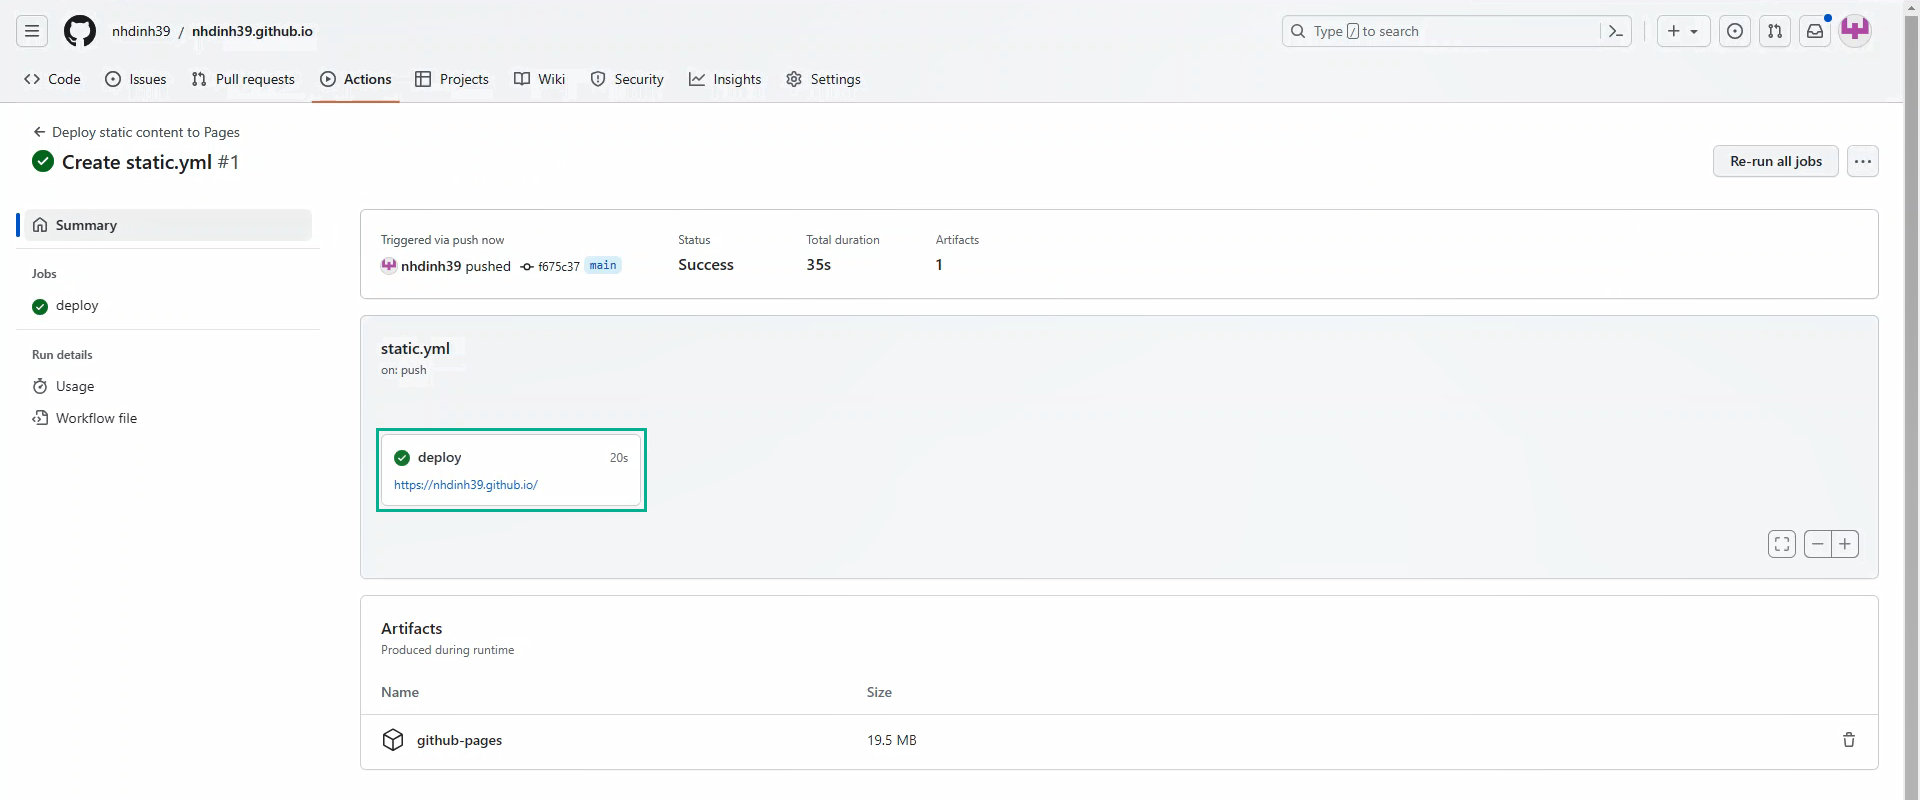 nhdinh39 / nhdinh39.github.io
Type / to search
Code Issues Pull requests Actions Projects Wiki Security Insights Settings
Deploy static content to Pages
Create static.yml #1
Re-run all jobs
Summary
Jobs
deploy
Run details
Usage
Workflow file
Triggered via push now
nhdinh39 pushed f675c37 main
Status
Success
Total duration
35s
Artifacts
1
static.yml
on: push
deploy 20s
https://nhdinh39.github.io/
Artifacts
Produced during runtime
Name Size
github-pages 19.5 MB